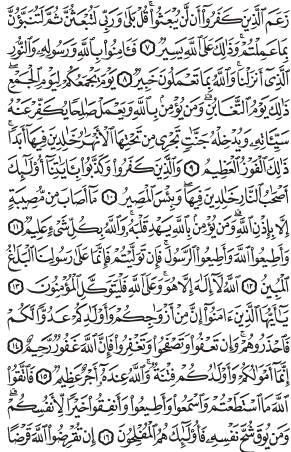 زَعَمَ ٱلَّذِينَ كَفَرُوٓا۟ أَن لَّن يُبْعَثُوا۟ ۚ قُلْ بَلَىٰ وَرَبِّى لَتُبْعَثُنَّ ثُمَّ لَتُنَبَّؤُنَّ
بِمَا عَمِلْتُمْ ۚ وَذَٰلِكَ عَلَى ٱللَّهِ يَسِيرٌ ٧ فَـَٔامِنُوا۟ بِٱللَّهِ وَرَسُولِهِۦ وَٱلنُّورِ
ٱلَّذِىٓ أَنزَلْنَا ۚ وَٱللَّهُ بِمَا تَعْمَلُونَ خَبِيرٌ ٨ يَوْمَ يَجْمَعُكُمْ لِيَوْمِ ٱلْجَمْعِ ۖ
ذَٰلِكَ يَوْمُ ٱلتَّغَابُنِ ۗ وَمَن يُؤْمِنۢ بِٱللَّهِ وَيَعْمَلْ صَـٰلِحًا يُكَفِّرْ عَنْهُ
سَيِّـَٔاتِهِۦ وَيُدْخِلْهُ جَنَّـٰتٍ تَجْرِى مِن تَحْتِهَا ٱلْأَنْهَـٰرُ خَـٰلِدِينَ فِيهَآ أَبَدًا ۚ
ذَٰلِكَ ٱلْفَوْزُ ٱلْعَظِيمُ ٩ وَٱلَّذِينَ كَفَرُوا۟ وَكَذَّبُوا۟ بِـَٔايَـٰتِنَآ أُو۟لَـٰٓئِكَ
أَصْحَـٰبُ ٱلنَّارِ خَـٰلِدِينَ فِيهَا ۖ وَبِئْسَ ٱلْمَصِيرُ ١٠ مَآ أَصَابَ مِن مُّصِيبَةٍ
إِلَّا بِإِذْنِ ٱللَّهِ ۗ وَمَن يُؤْمِنۢ بِٱللَّهِ يَهْدِ قَلْبَهُۥ ۚ وَٱللَّهُ بِكُلِّ شَىْءٍ عَلِيمٌ ١١
وَأَطِيعُوا۟ ٱللَّهَ وَأَطِيعُوا۟ ٱلرَّسُولَ ۚ فَإِن تَوَلَّيْتُمْ فَإِنَّمَا عَلَىٰ رَسُولِنَا ٱلْبَلَـٰغُ
ٱلْمُبِينُ ١٢ ٱللَّهُ لَآ إِلَـٰهَ إِلَّا هُوَ ۚ وَعَلَى ٱللَّهِ فَلْيَتَوَكَّلِ ٱلْمُؤْمِنُونَ ١٣
يَـٰٓأَيُّهَا ٱلَّذِينَ ءَامَنُوٓا۟ إِنَّ مِنْ أَزْوَٰجِكُمْ وَأَوْلَـٰدِكُمْ عَدُوًّا لَّكُمْ
فَٱحْذَرُوهُمْ ۚ وَإِن تَعْفُوا۟ وَتَصْفَحُوا۟ وَتَغْفِرُوا۟ فَإِنَّ ٱللَّهَ غَفُورٌ رَّحِيمٌ ١٤
إِنَّمَآ أَمْوَٰلُكُمْ وَأَوْلَـٰدُكُمْ فِتْنَةٌ ۚ وَٱللَّهُ عِندَهُۥٓ أَجْرٌ عَظِيمٌ ١٥ فَٱتَّقُوا۟
ٱللَّهَ مَا ٱسْتَطَعْتُمْ وَٱسْمَعُوا۟ وَأَطِيعُوا۟ وَأَنفِقُوا۟ خَيْرًا لِّأَنفُسِكُمْ ۗ
وَمَن يُوقَ شُحَّ نَفْسِهِۦ فَأُو۟لَـٰٓئِكَ هُمُ ٱلْمُفْلِحُونَ ١٦ إِن تُقْرِضُوا۟ ٱللَّهَ قَرْضًا